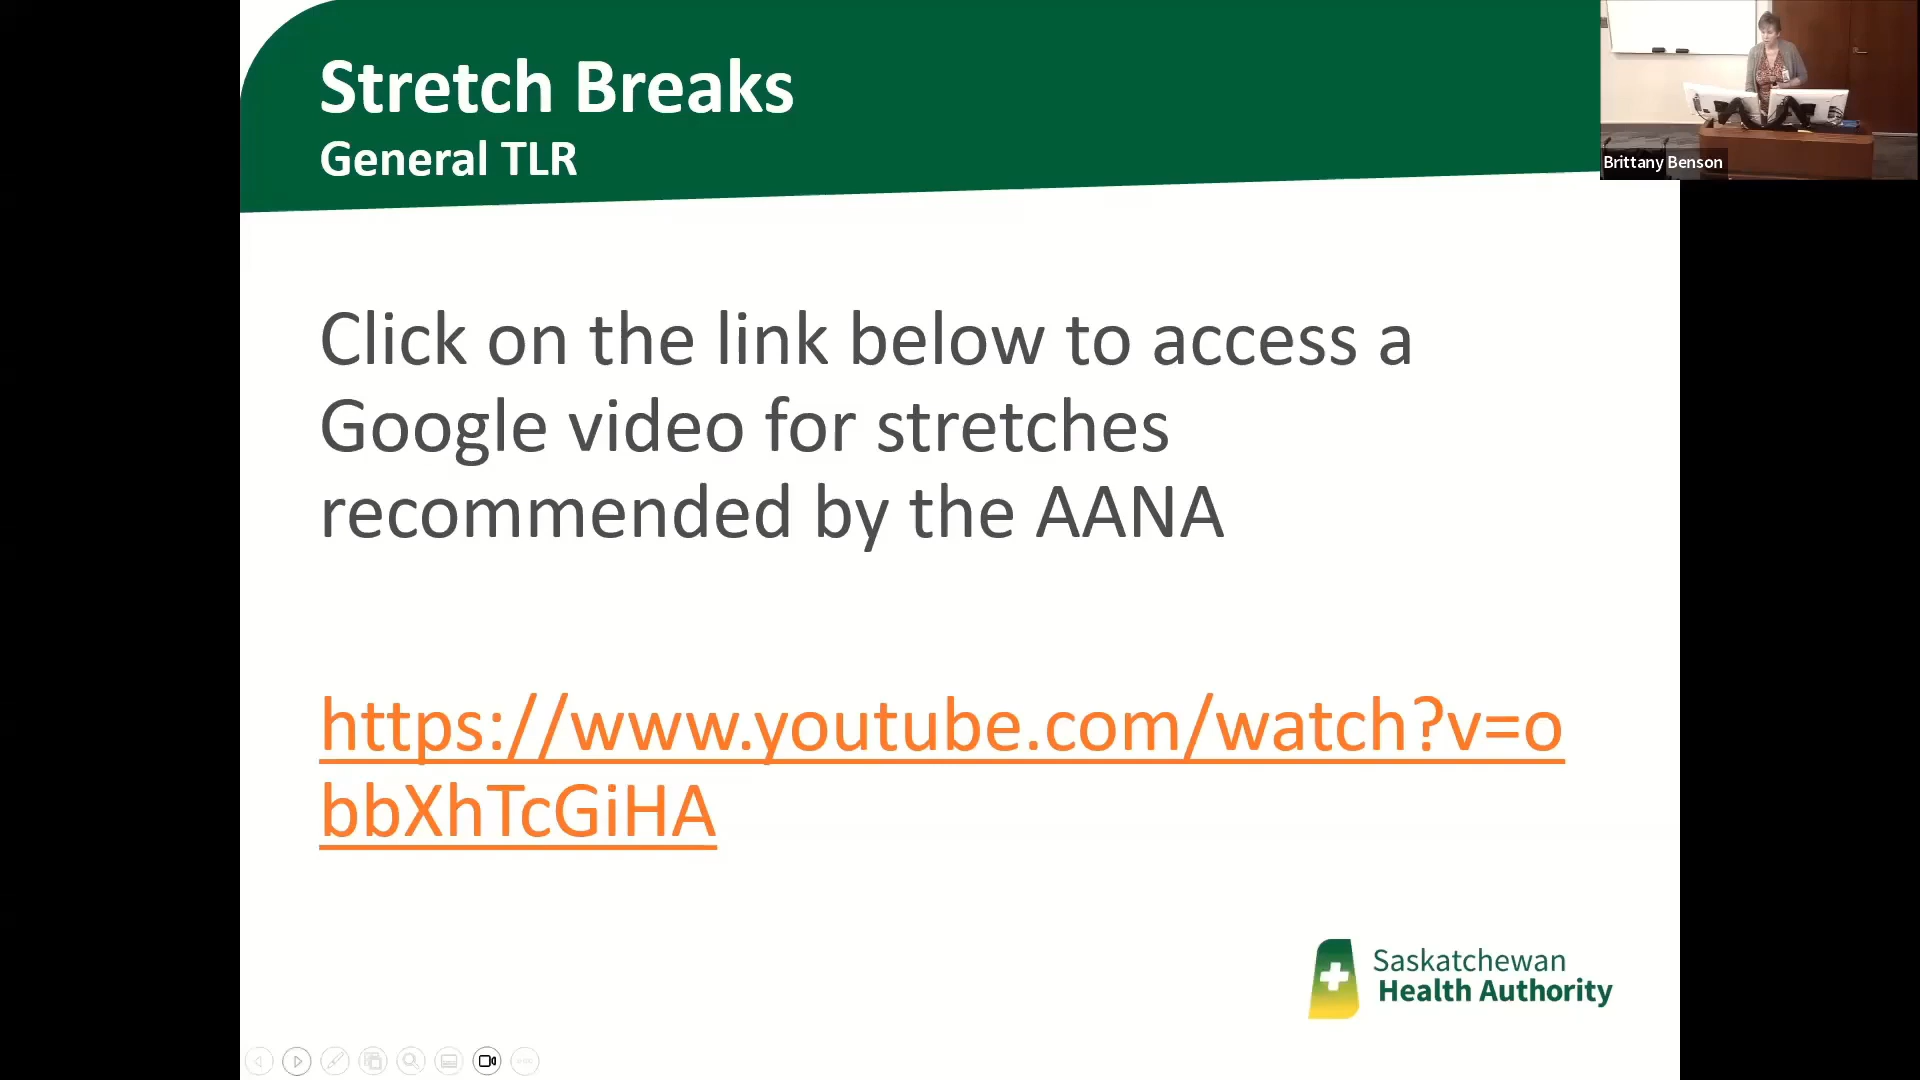 Stretch Breaks
General TLR
Brittany Benson
Click on the link below to access a
Google video for stretches
recommended by the AANA
https://www.youtube.com/watch?v=o
bbXhTcGiHA
Saskatchewan
Health Authority